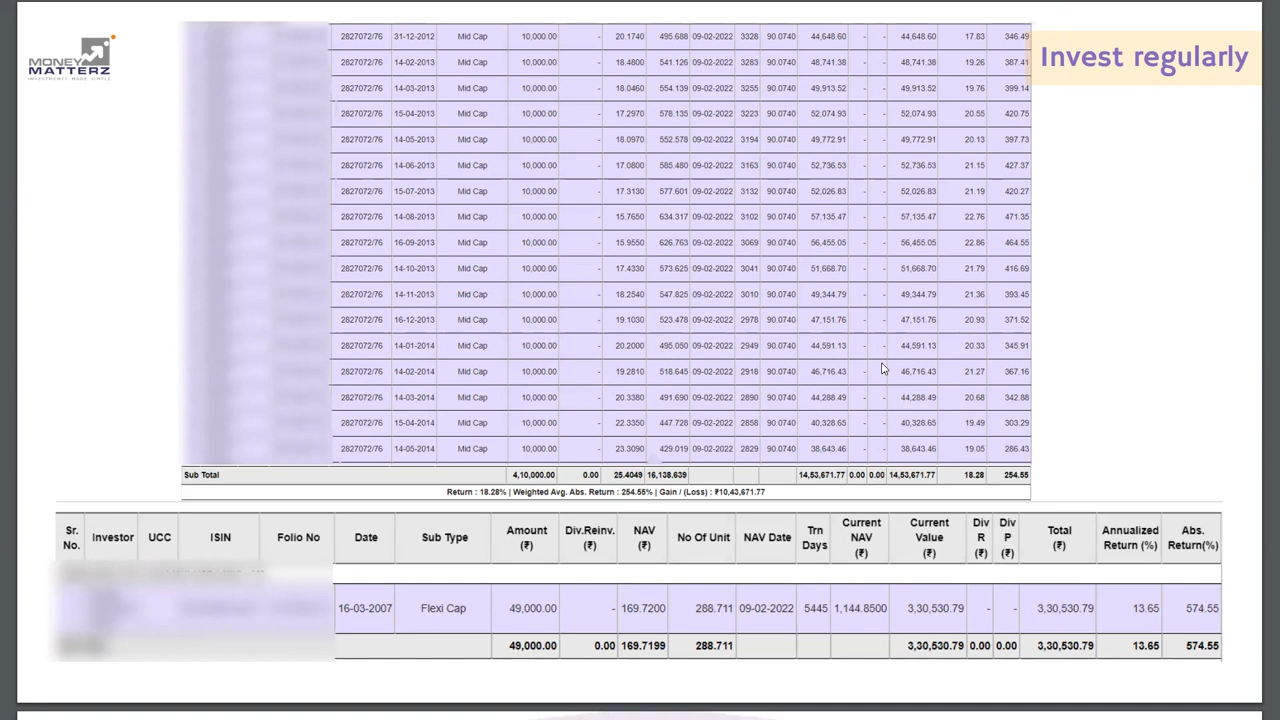 MONEY
MATTERZ
INVESTMENTS MADE SIMPLE
Invest regularly
2827072/76 31-12-2012 Mid Cap 10,000.00 - 20.1740 495.688 09-02-2022 3328 90.0740 44,648.60 - - 44,648.60 17.83 346.49
2827072/76 14-02-2013 Mid Cap 10,000.00 - 18.4800 541.126 09-02-2022 3283 90.0740 48,741.38 - - 48,741.38 19.26 387.41
2827072/76 14-03-2013 Mid Cap 10,000.00 - 18.0460 554.139 09-02-2022 3255 90.0740 49,913.52 - - 49,913.52 19.76 399.14
2827072/76 15-04-2013 Mid Cap 10,000.00 - 17.2970 578.135 09-02-2022 3223 90.0740 52,074.93 - - 52,074.93 20.55 420.75
2827072/76 14-05-2013 Mid Cap 10,000.00 - 18.0970 552.578 09-02-2022 3194 90.0740 49,772.91 - - 49,772.91 20.13 397.73
2827072/76 14-06-2013 Mid Cap 10,000.00 - 17.0800 585.480 09-02-2022 3163 90.0740 52,736.53 - - 52,736.53 21.15 427.37
2827072/76 15-07-2013 Mid Cap 10,000.00 - 17.3130 577.601 09-02-2022 3132 90.0740 52,026.83 - - 52,026.83 21.19 420.27
2827072/76 14-08-2013 Mid Cap 10,000.00 - 15.7650 634.317 09-02-2022 3102 90.0740 57,135.47 - - 57,135.47 22.76 471.35
2827072/76 16-09-2013 Mid Cap 10,000.00 - 15.9550 626.763 09-02-2022 3069 90.0740 56,455.05 - - 56,455.05 22.86 464.55
2827072/76 14-10-2013 Mid Cap 10,000.00 - 17.4330 573.625 09-02-2022 3041 90.0740 51,668.70 - - 51,668.70 21.79 416.69
2827072/76 14-11-2013 Mid Cap 10,000.00 - 18.2540 547.825 09-02-2022 3010 90.0740 49,344.79 - - 49,344.79 21.36 393.45
2827072/76 16-12-2013 Mid Cap 10,000.00 - 19.1030 523.478 09-02-2022 2978 90.0740 47,151.76 - - 47,151.76 20.93 371.52
2827072/76 14-01-2014 Mid Cap 10,000.00 - 20.2000 495.050 09-02-2022 2949 90.0740 44,591.13 - - 44,591.13 20.33 345.91
2827072/76 14-02-2014 Mid Cap 10,000.00 - 19.2810 518.645 09-02-2022 2918 90.0740 46,716.43 - - 46,716.43 21.27 367.16
2827072/76 14-03-2014 Mid Cap 10,000.00 - 20.3380 491.690 09-02-2022 2890 90.0740 44,288.49 - - 44,288.49 20.68 342.88
2827072/76 15-04-2014 Mid Cap 10,000.00 - 22.3350 447.728 09-02-2022 2858 90.0740 40,328.65 - - 40,328.65 19.49 303.29
2827072/76 14-05-2014 Mid Cap 10,000.00 - 23.3090 429.019 09-02-2022 2829 90.0740 38,643.46 - - 38,643.46 19.05 286.43
Sub Total 4,10,000.00 0.00 25.4049 16,138.639 14,53,671.77 0.00 0.00 14,53,671.77 18.28 254.55
Return : 18.28% | Weighted Avg. Abs. Return : 254.55% | Gain / (Loss) : ₹10,43,671.77
Sr. No. Investor UCC ISIN Folio No Date Sub Type Amount (₹) Div.Reinv. (₹) NAV (₹) No Of Unit NAV Date Trn Days Current NAV (₹) Current Value (₹) Div R (₹) Div P (₹) Total (₹) Annualized Return (%) Abs. Return(%)
16-03-2007 Flexi Cap 49,000.00 - 169.7200 288.711 09-02-2022 5445 1,144.8500 3,30,530.79 - - 3,30,530.79 13.65 574.55
49,000.00 0.00 169.7199 288.711 3,30,530.79 0.00 0.00 3,30,530.79 13.65 574.55